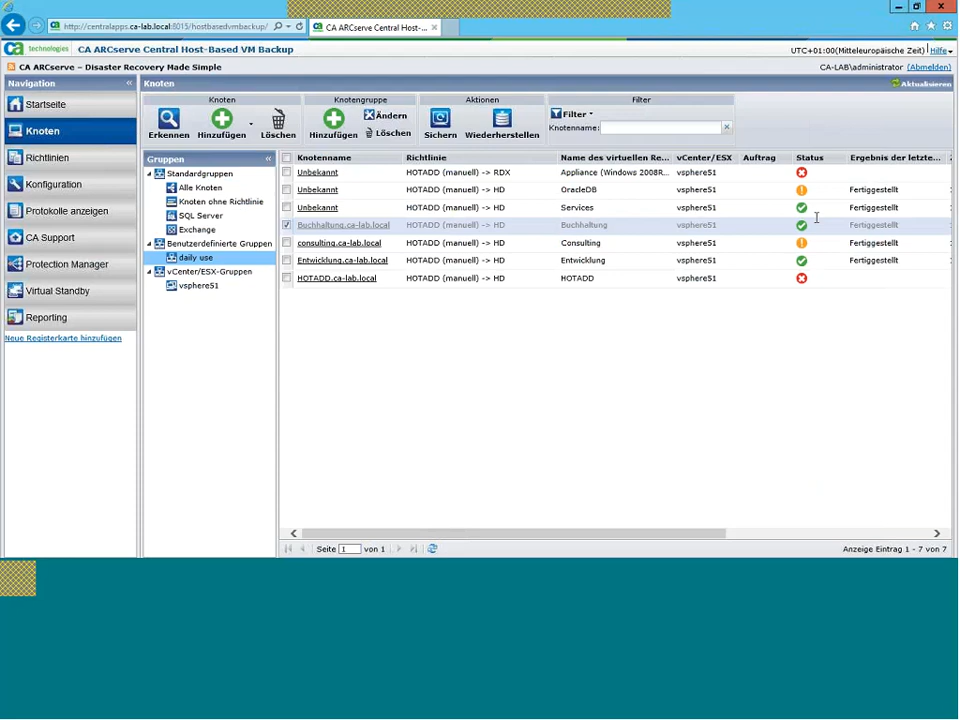 http://centralapps.ca-lab.local:8015/hostbasedvmbackup/
CA ARCserve Central Host-...
ca technologies CA ARCserve Central Host-Based VM Backup
UTC+01:00(Mitteleuropäische Zeit) Hilfe
CA ARCserve – Disaster Recovery Made Simple
CA-LAB\administrator (Abmelden)
Navigation «
Knoten
Aktualisieren
Startseite
Knoten
Richtlinien
Konfiguration
Protokolle anzeigen
CA Support
Protection Manager
Virtual Standby
Reporting
Neue Registerkarte hinzufügen
Knoten Knotengruppe Aktionen Filter
Erkennen Hinzufügen Löschen
Hinzufügen Ändern Löschen
Sichern Wiederherstellen
Filter
Knotenname:
Gruppen «
Standardgruppen
Alle Knoten
Knoten ohne Richtlinie
SQL Server
Exchange
Benutzerdefinierte Gruppen
daily use
vCenter/ESX-Gruppen
vsphere51
Knotenname Richtlinie Name des virtuellen Re... vCenter/ESX Auftrag Status Ergebnis der letzte...
Unbekannt HOTADD (manuell) -> RDX Appliance (Windows 2008R... vsphere51
Unbekannt HOTADD (manuell) -> HD OracleDB vsphere51 Fertiggestellt
Unbekannt HOTADD (manuell) -> HD Services vsphere51 Fertiggestellt
Buchhaltung.ca-lab.local HOTADD (manuell) -> HD Buchhaltung vsphere51 Fertiggestellt
consulting.ca-lab.local HOTADD (manuell) -> HD Consulting vsphere51 Fertiggestellt
Entwicklung.ca-lab.local HOTADD (manuell) -> HD Entwicklung vsphere51 Fertiggestellt
HOTADD.ca-lab.local HOTADD (manuell) -> HD HOTADD vsphere51
Seite 1 von 1
Anzeige Eintrag 1 - 7 von 7